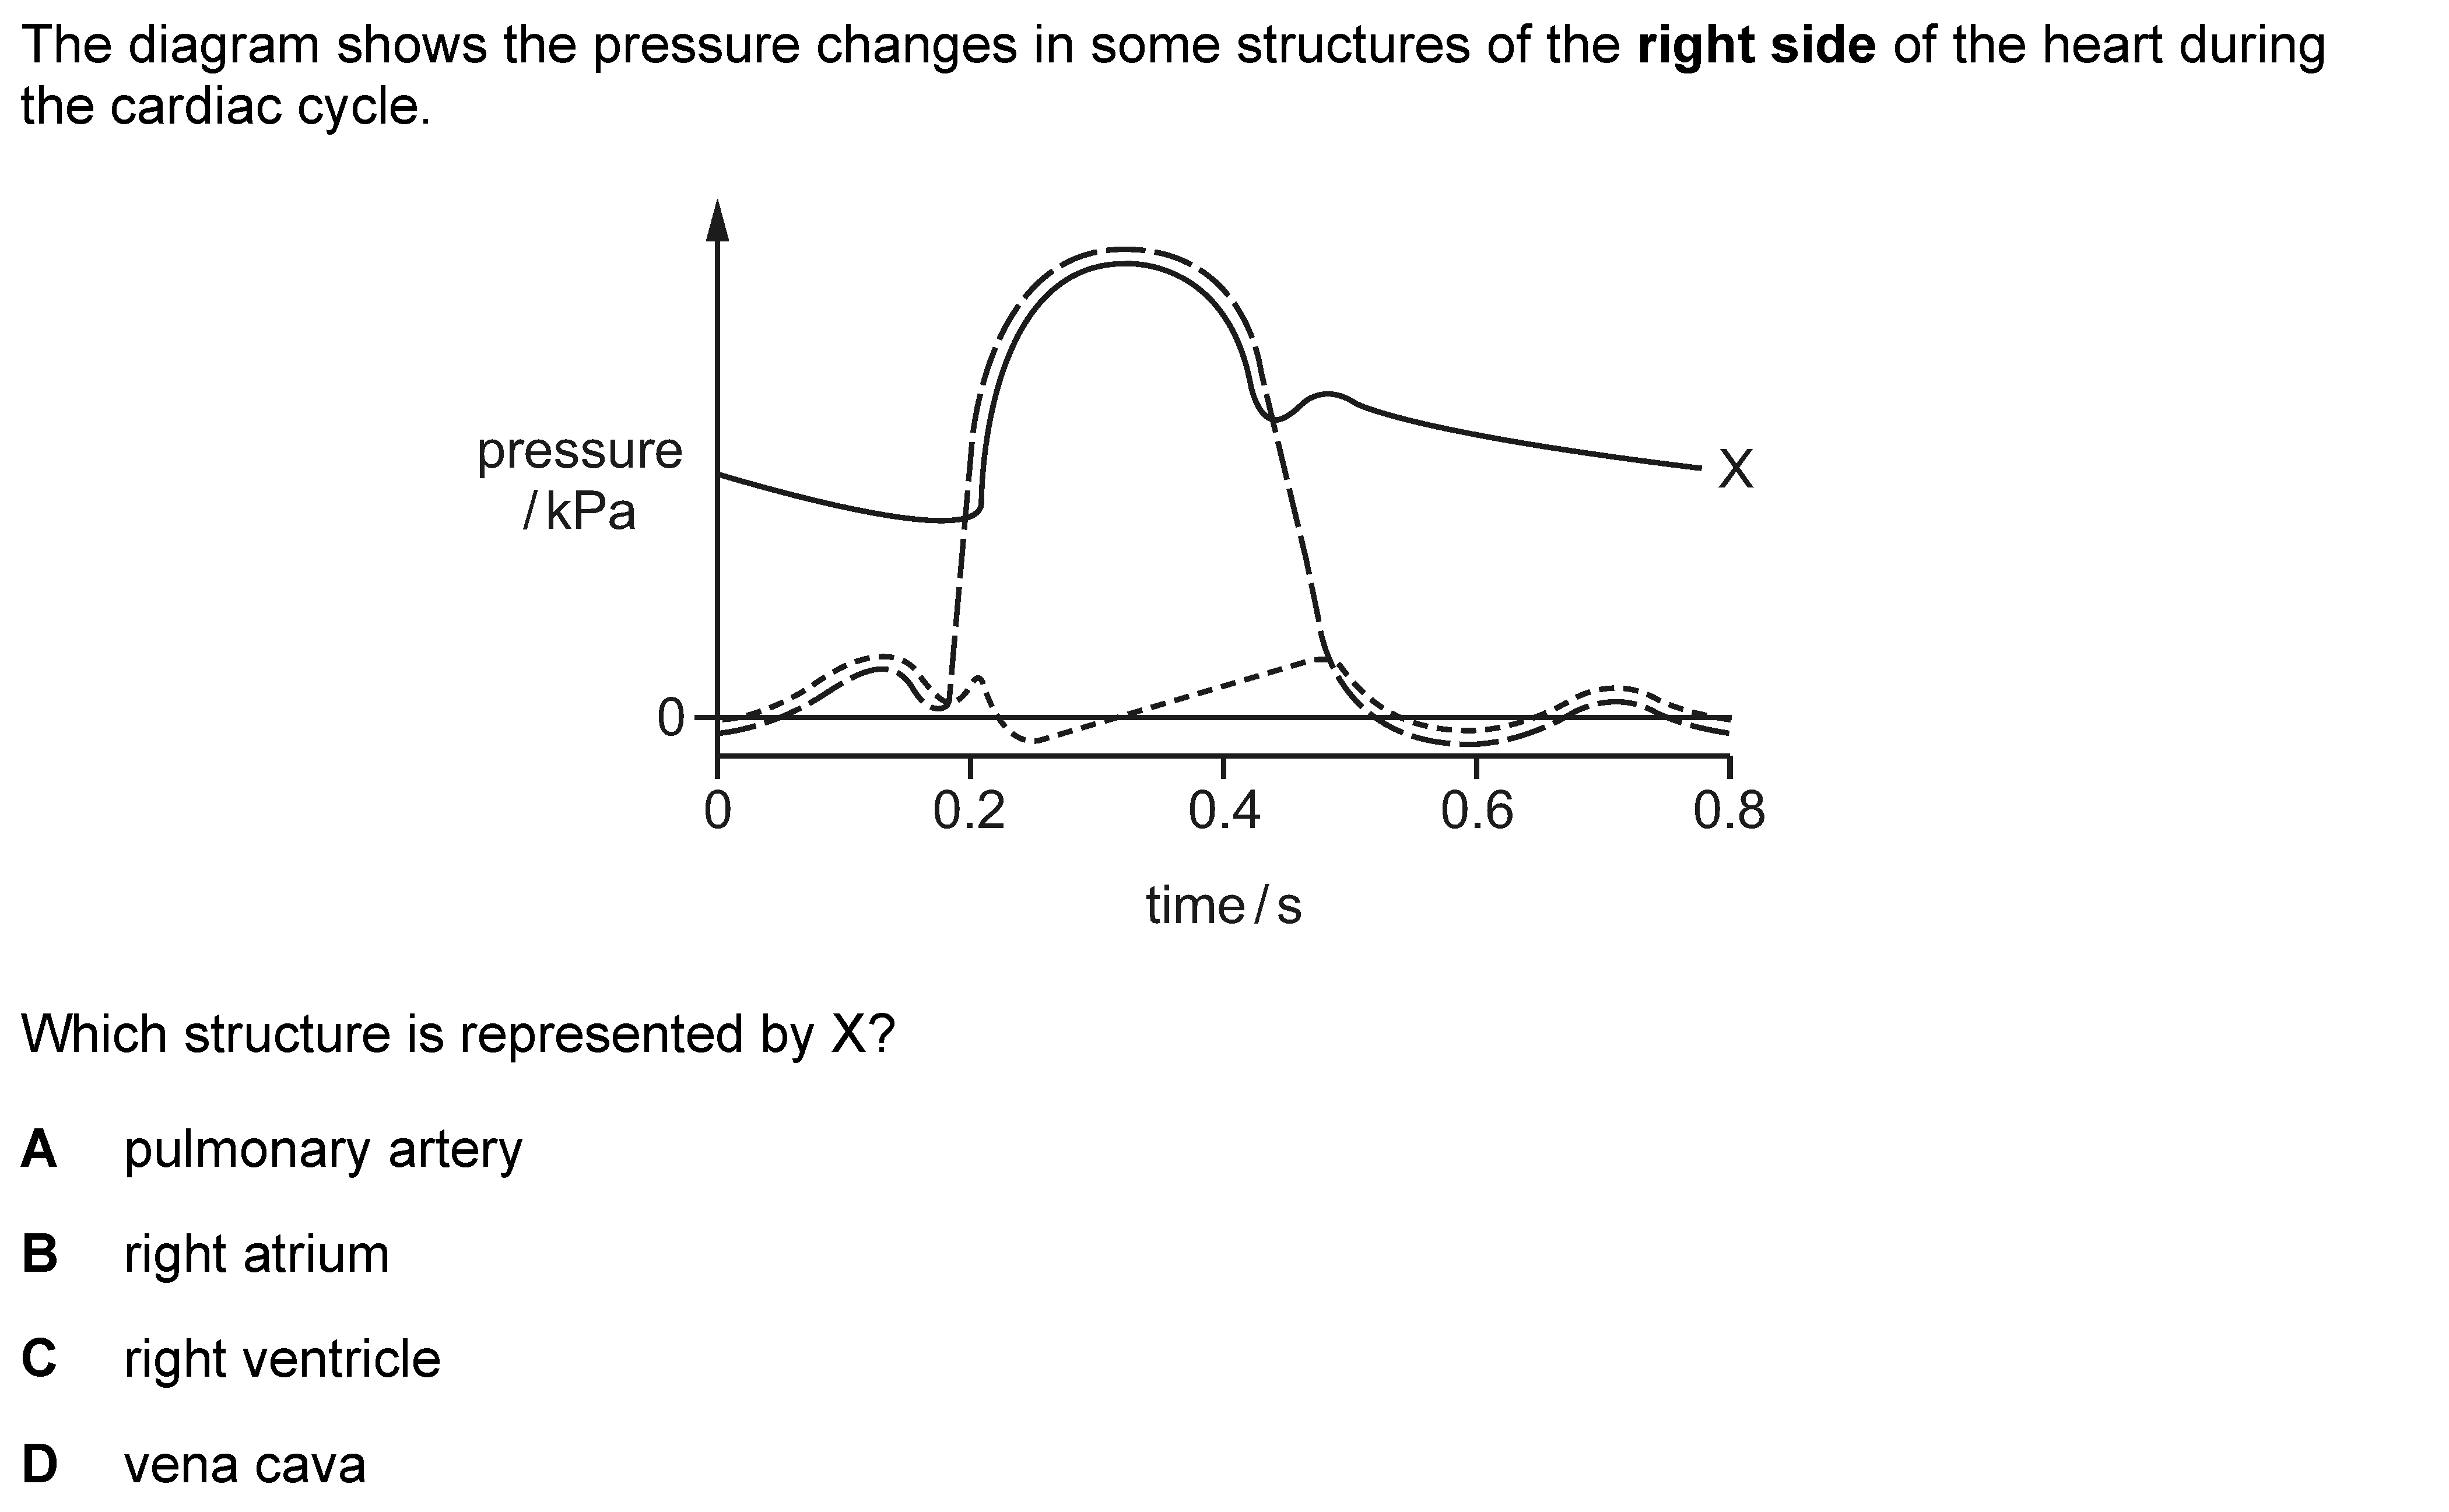 The diagram shows the pressure changes in some structures of the right side of the heart during
the cardiac cycle.
pressure
/ kPa
X
0
0
0.2
0.4
0.6
0.8
time / s
Which structure is represented by X?
A pulmonary artery
B right atrium
C right ventricle
D vena cava